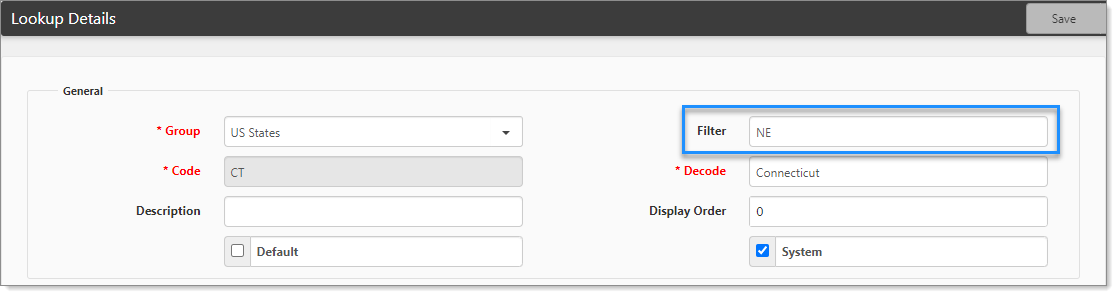 Lookup Details
Save
General
* Group
US States
Filter
NE
* Code
CT
* Decode
Connecticut
Description
Display Order
0
Default
System